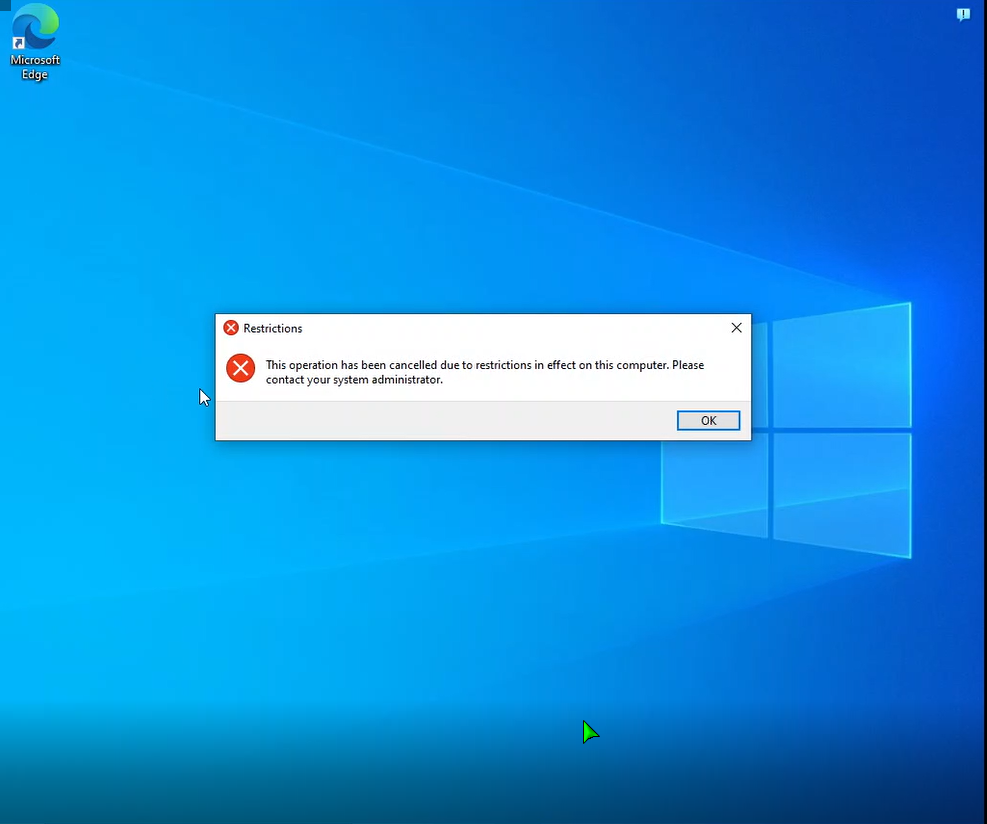 Microsoft
Edge
Restrictions
This operation has been cancelled due to restrictions in effect on this computer. Please
contact your system administrator.
OK